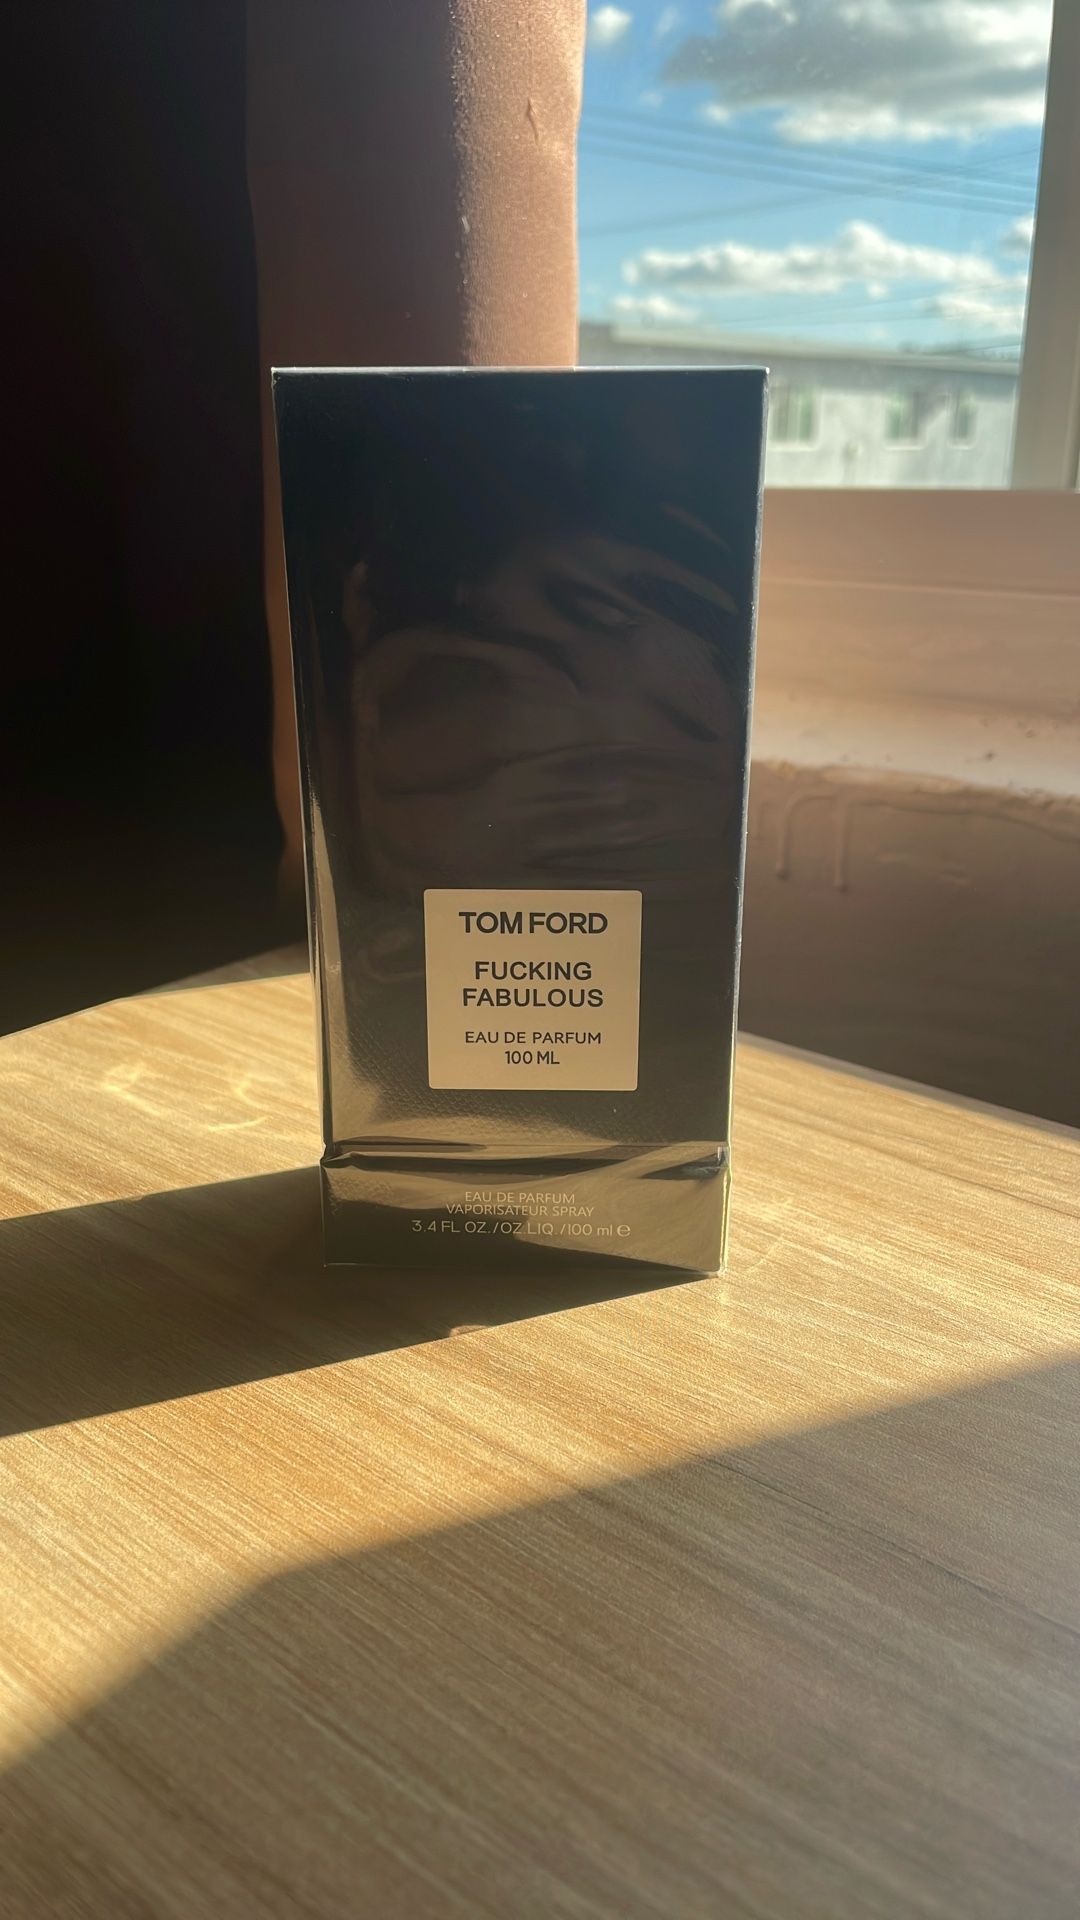 TOM FORD
FUCKING
FABULOUS
EAU DE PARFUM
100 ML
EAU DE PARFUM
VAPORISATEUR SPRAY
3.4 FL OZ./OZ.LIQ./100 ml ℮